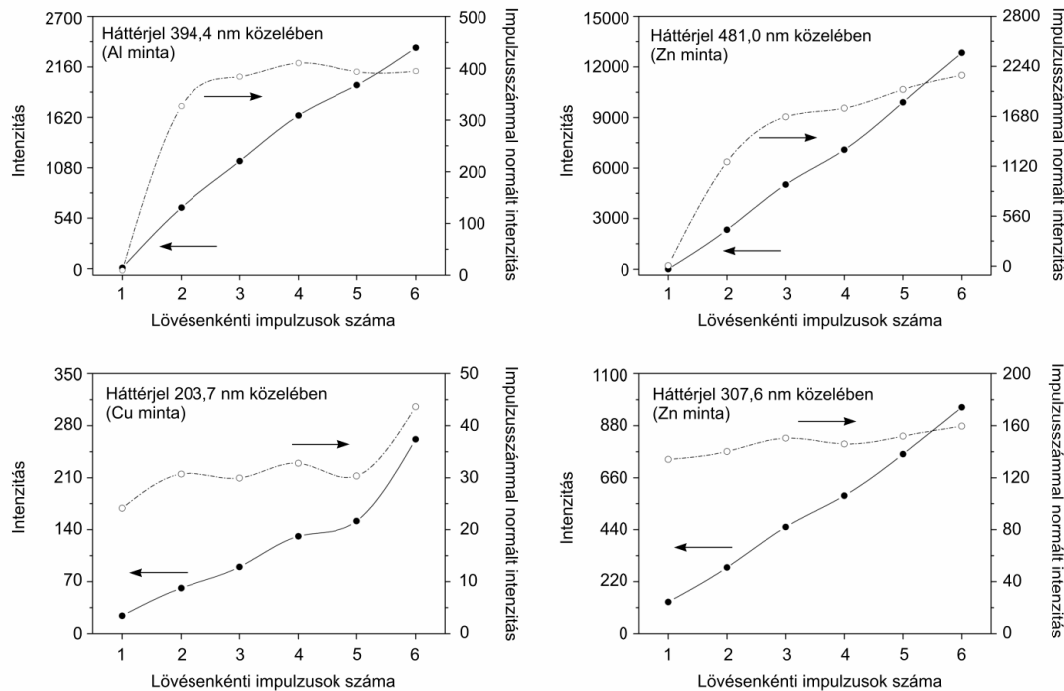 Háttérjel 394,4 nm közelében
(Al minta)
Intenzitás
2700
2160
1620
1080
540
0
500
400
300
200
100
0
Impulzusszámmal normált intenzitás
1 2 3 4 5 6
Lövésenkénti impulzusok száma
Háttérjel 481,0 nm közelében
(Zn minta)
Intenzitás
15000
12000
9000
6000
3000
0
2800
2240
1680
1120
560
0
Impulzusszámmal normált intenzitás
1 2 3 4 5 6
Lövésenkénti impulzusok száma
Háttérjel 203,7 nm közelében
(Cu minta)
Intenzitás
350
280
210
140
70
0
50
40
30
20
10
0
Impulzusszámmal normált intenzitás
1 2 3 4 5 6
Lövésenkénti impulzusok száma
Háttérjel 307,6 nm közelében
(Zn minta)
Intenzitás
1100
880
660
440
220
0
200
160
120
80
40
0
Impulzusszámmal normált intenzitás
1 2 3 4 5 6
Lövésenkénti impulzusok száma